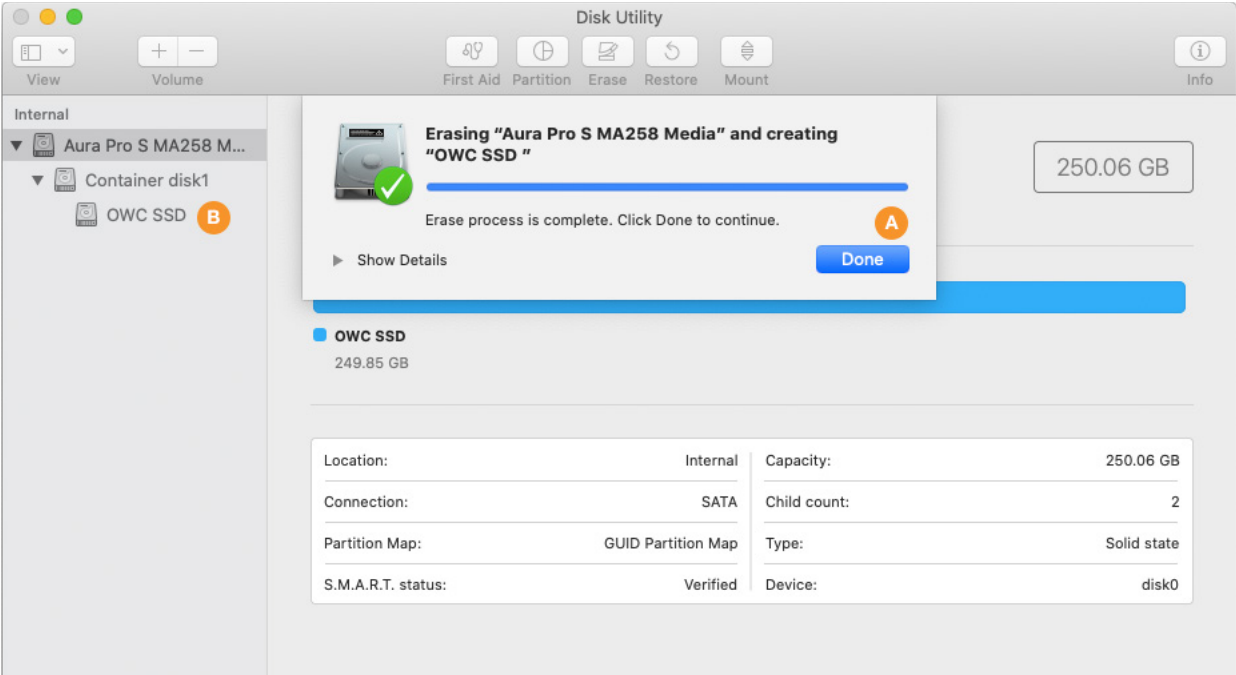 Disk Utility
View
Volume
First Aid
Partition
Erase
Restore
Mount
Info
Internal
Aura Pro S MA258 M...
Container disk1
OWC SSD
B
Erasing “Aura Pro S MA258 Media” and creating
“OWC SSD ”
Erase process is complete. Click Done to continue.
A
Show Details
Done
250.06 GB
OWC SSD
249.85 GB
Location: Internal
Capacity: 250.06 GB
Connection: SATA
Child count: 2
Partition Map: GUID Partition Map
Type: Solid state
S.M.A.R.T. status: Verified
Device: disk0